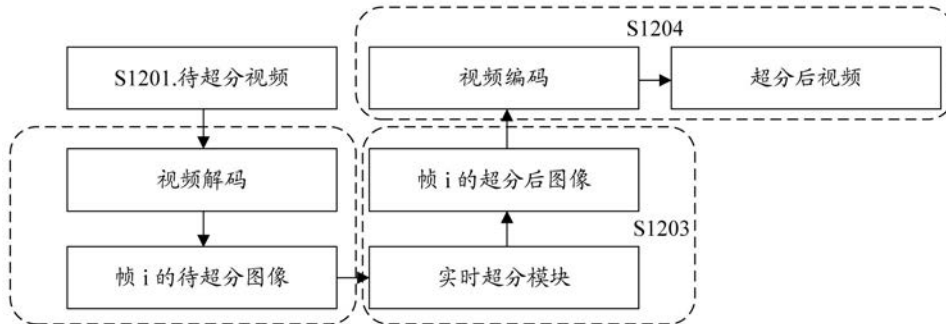 S1201.待超分视频
视频解码
帧i的待超分图像
实时超分模块
帧i的超分后图像
S1203
视频编码
超分后视频
S1204